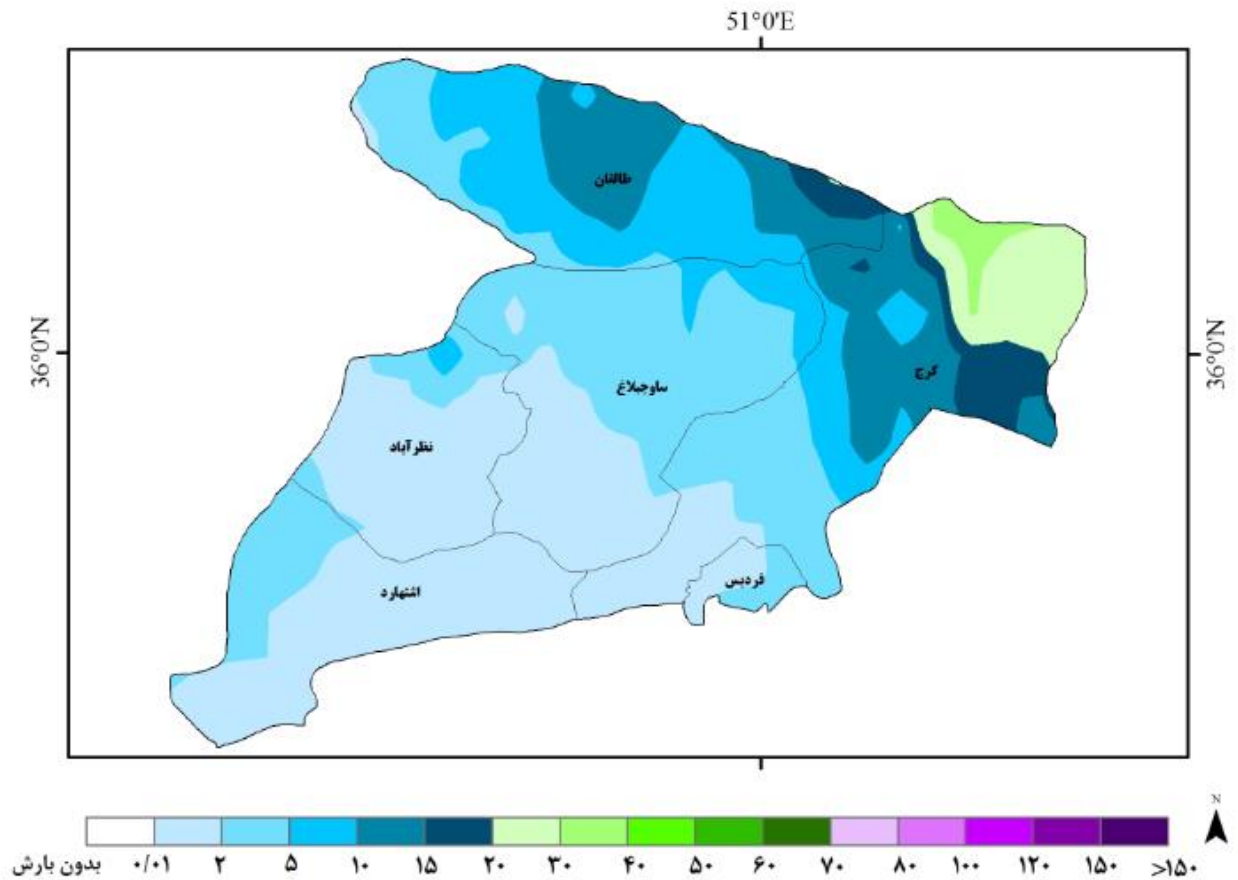 51°0'E
36°0'N
36°0'N
طالقان
کرج
ساوجبلاغ
نظرآباد
فردیس
اشتهارد
N
بدون بارش ۰/۰۱ ۲ ۵ ۱۰ ۱۵ ۲۰ ۳۰ ۴۰ ۵۰ ۶۰ ۷۰ ۸۰ ۱۰۰ ۱۲۰ ۱۵۰ >۱۵۰